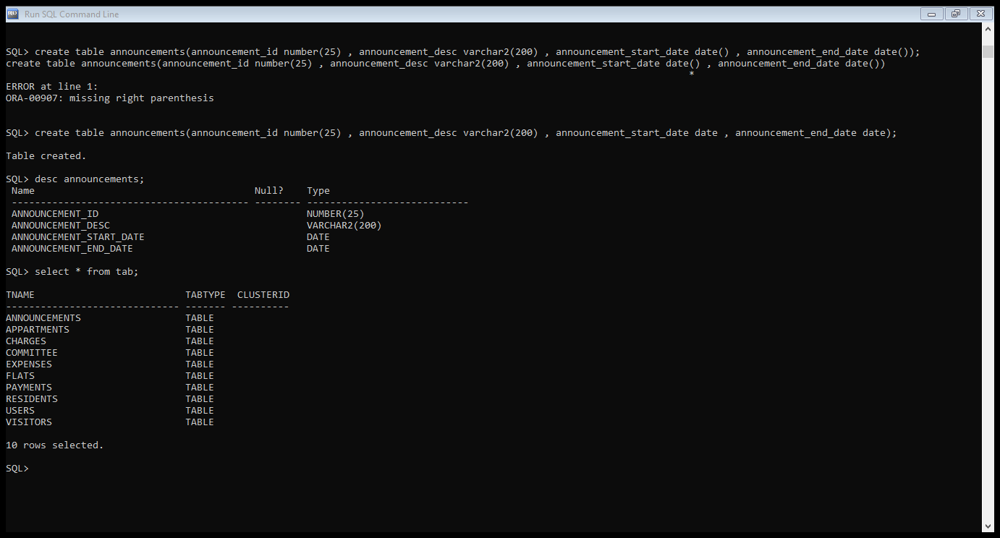 Run SQL Command Line
SQL> create table announcements(announcement_id number(25) , announcement_desc varchar2(200) , announcement_start_date date() , announcement_end_date date());
create table announcements(announcement_id number(25) , announcement_desc varchar2(200) , announcement_start_date date() , announcement_end_date date())
*
ERROR at line 1:
ORA-00907: missing right parenthesis
SQL> create table announcements(announcement_id number(25) , announcement_desc varchar2(200) , announcement_start_date date , announcement_end_date date);
Table created.
SQL> desc announcements;
Name Null? Type
----------------------------------------- -------- ----------------------------
ANNOUNCEMENT_ID NUMBER(25)
ANNOUNCEMENT_DESC VARCHAR2(200)
ANNOUNCEMENT_START_DATE DATE
ANNOUNCEMENT_END_DATE DATE
SQL> select * from tab;
TNAME TABTYPE CLUSTERID
------------------------------ ------- ----------
ANNOUNCEMENTS TABLE
APPARTMENTS TABLE
CHARGES TABLE
COMMITTEE TABLE
EXPENSES TABLE
FLATS TABLE
PAYMENTS TABLE
RESIDENTS TABLE
USERS TABLE
VISITORS TABLE
10 rows selected.
SQL>